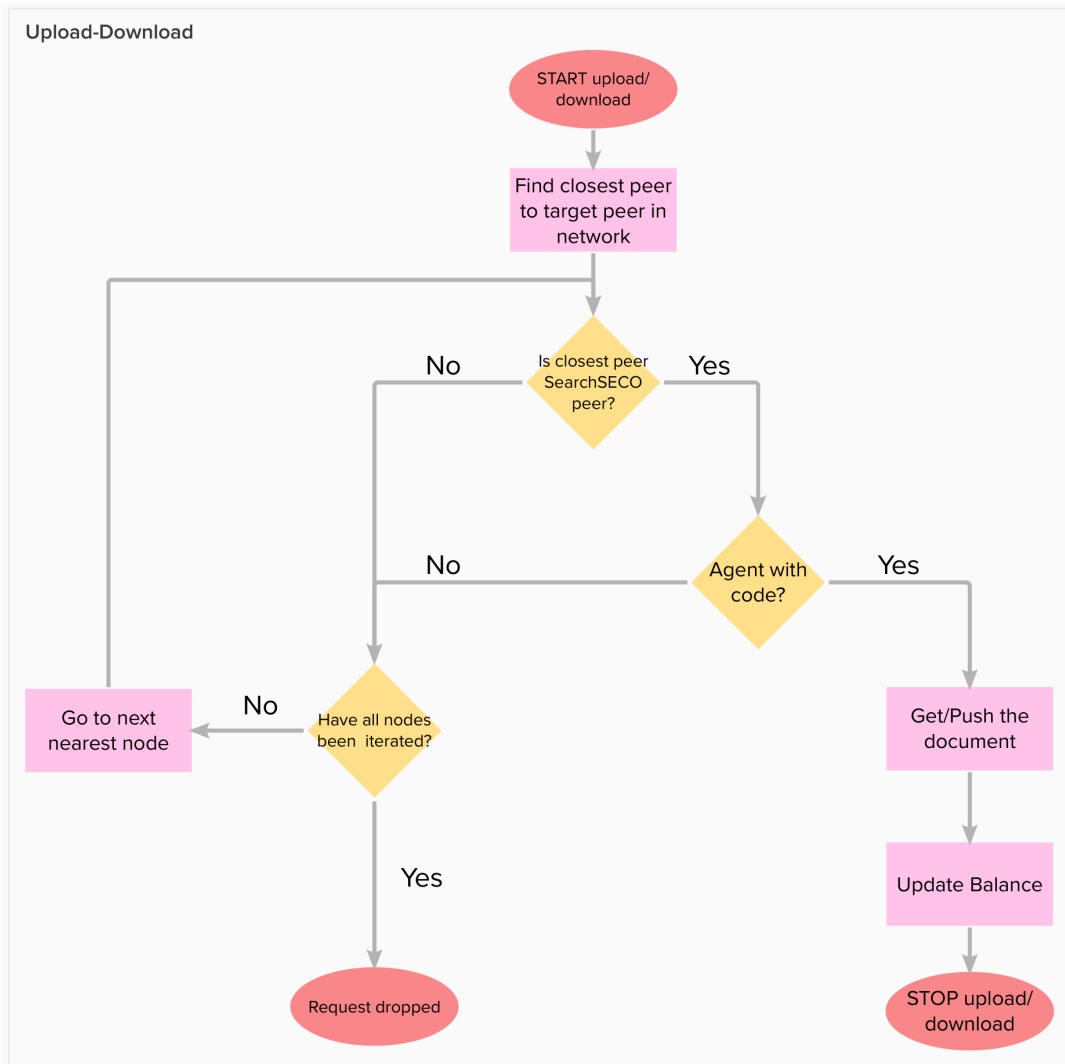 Upload-Download
START upload/
download
Find closest peer
to target peer in
network
No
Is closest peer
SearchSECO
peer?
Yes
No
Agent with
code?
Yes
Go to next
nearest node
No
Have all nodes
been iterated?
Get/Push the
document
Yes
Update Balance
Request dropped
STOP upload/
download